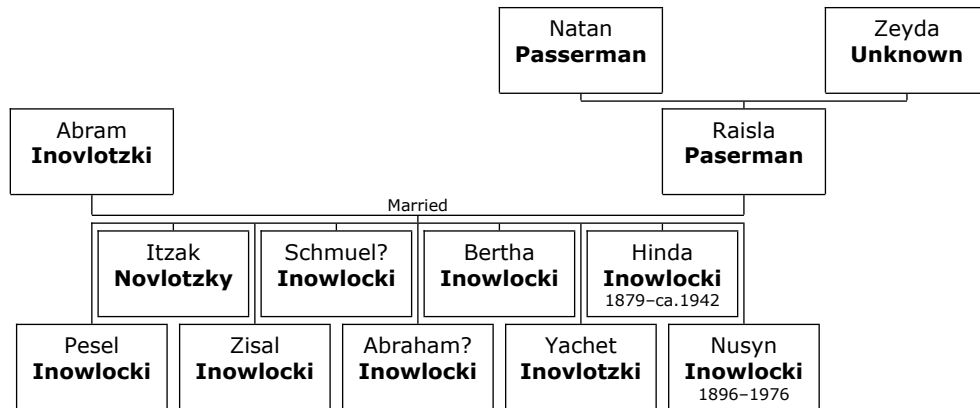 Natan
Passerman
Zeyda
Unknown
Abram
Inovlotzki
Raisla
Paserman
Married
Itzak
Novlotzky
Schmuel?
Inowlocki
Bertha
Inowlocki
Hinda
Inowlocki
1879–ca.1942
Pesel
Inowlocki
Zisal
Inowlocki
Abraham?
Inowlocki
Yachet
Inovlotzki
Nusyn
Inowlocki
1896–1976